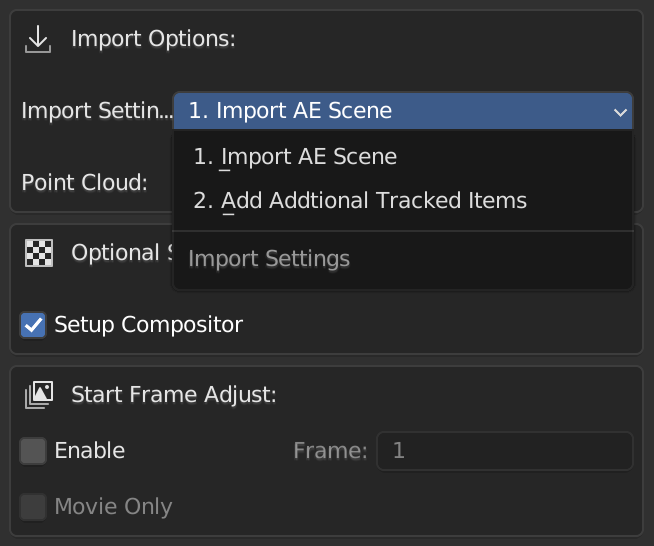 Import Options:
Import Settin... 1. Import AE Scene
1. Import AE Scene
Point Cloud:
2. Add Addtional Tracked Items
Optional S
Import Settings
Setup Compositor
Start Frame Adjust:
Enable Frame: 1
Movie Only